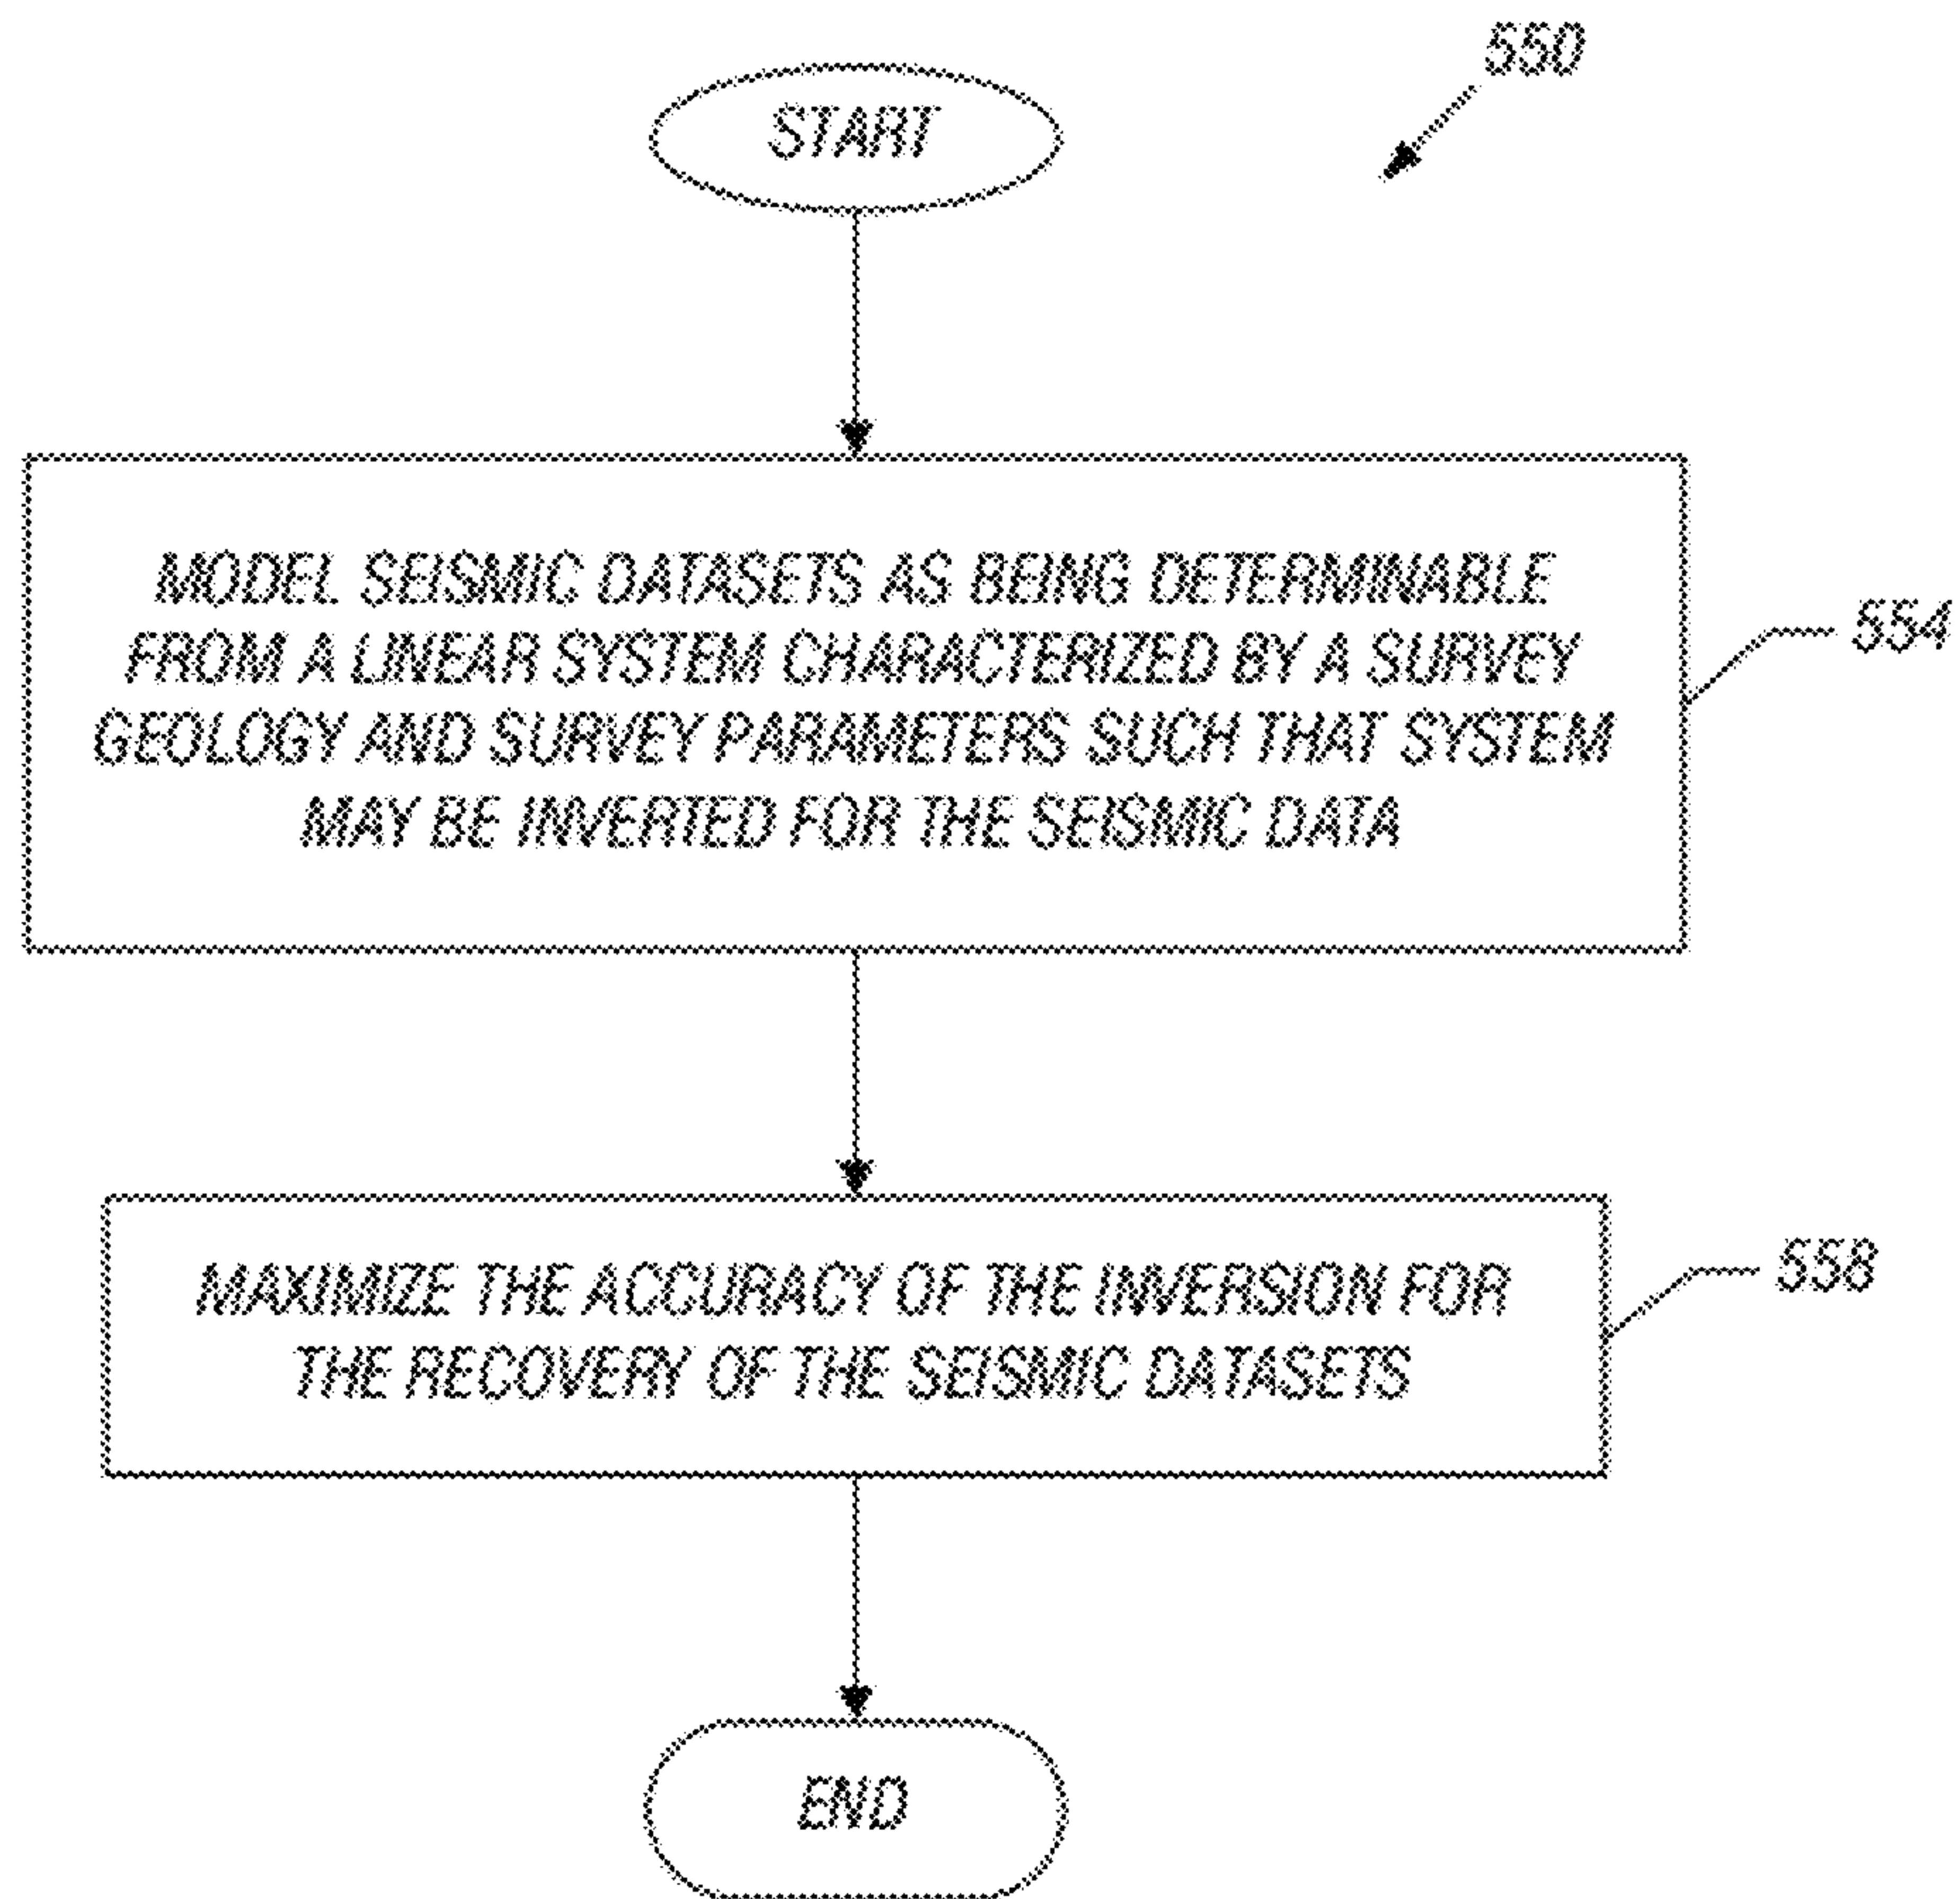 550
START
MODEL SEISMIC DATASETS AS BEING DETERMINABLE
FROM A LINEAR SYSTEM CHARACTERIZED BY A SURVEY
GEOLOGY AND SURVEY PARAMETERS SUCH THAT SYSTEM
MAY BE INVERTED FOR THE SEISMIC DATA
554
MAXIMIZE THE ACCURACY OF THE INVERSION FOR
THE RECOVERY OF THE SEISMIC DATASETS
558
END